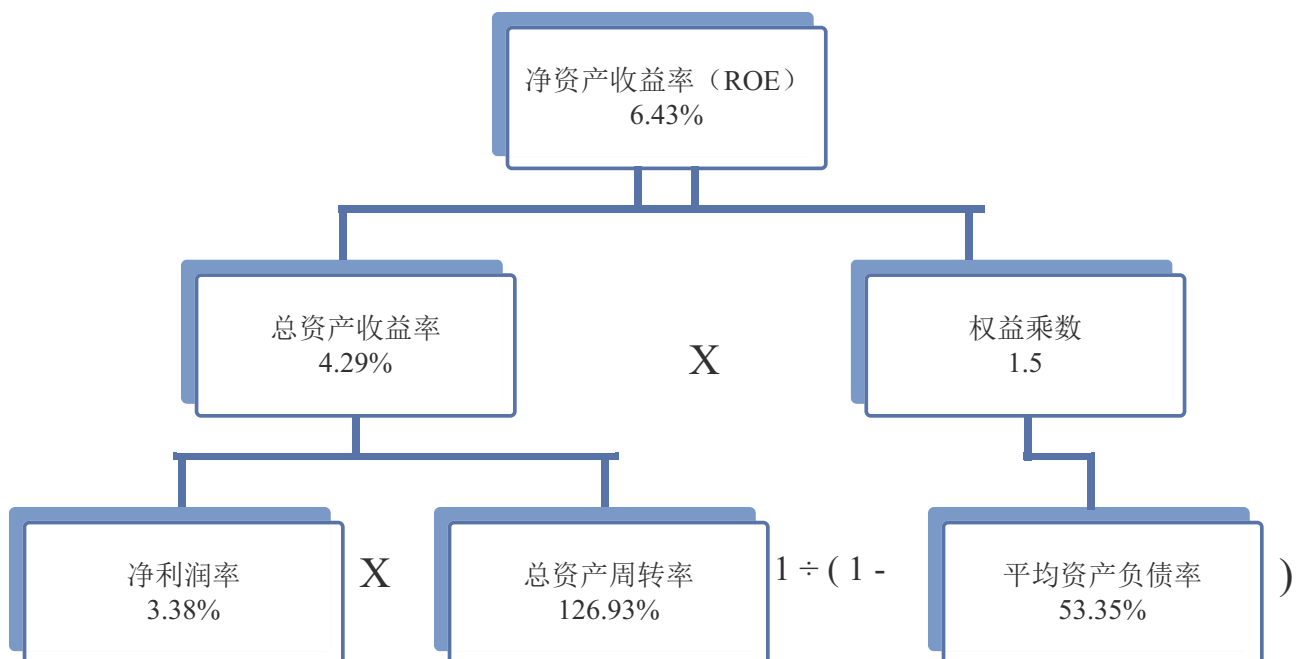 净资产收益率（ROE）
6.43%
总资产收益率
4.29%
X
权益乘数
1.5
净利润率
3.38%
X
总资产周转率
126.93%
1 ÷ ( 1 -
平均资产负债率
53.35%
)